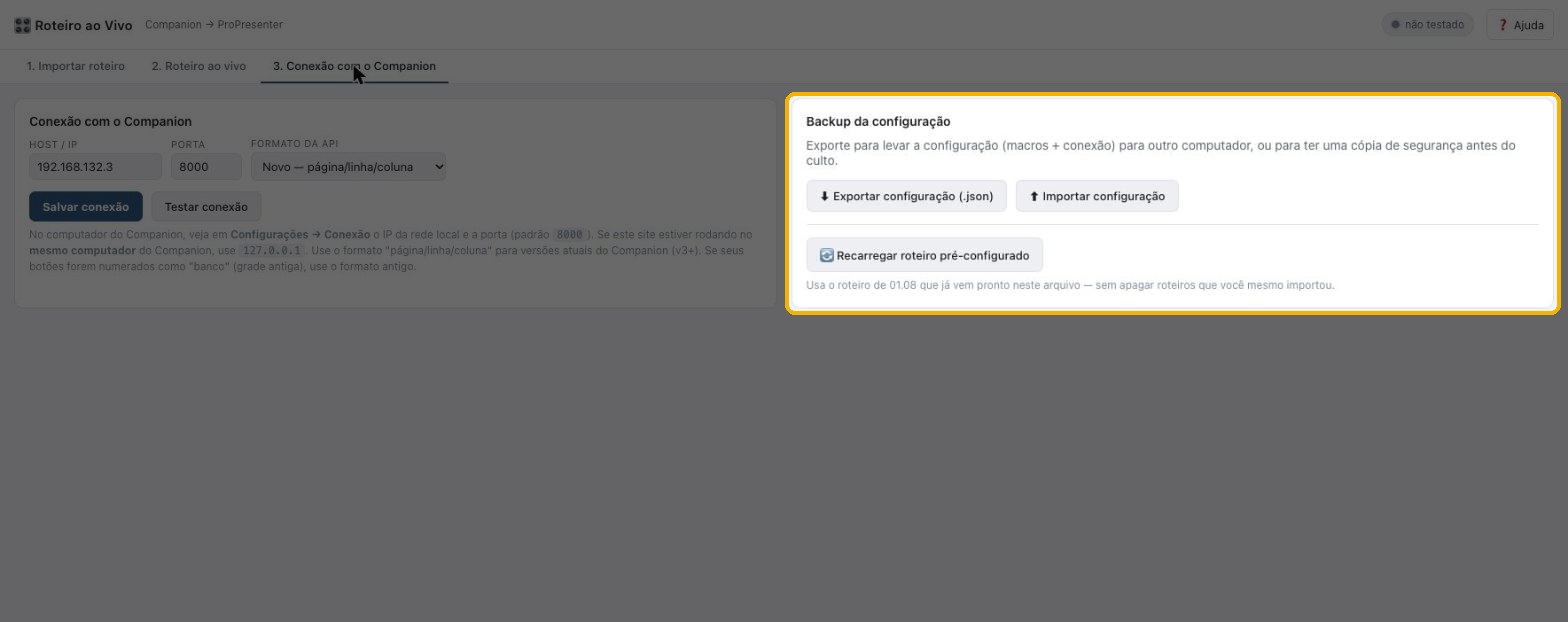 Roteiro ao Vivo
Companion → ProPresenter
não testado
❓ Ajuda
1. Importar roteiro
2. Roteiro ao vivo
3. Conexão com o Companion
Conexão com o Companion
HOST / IP
PORTA
FORMATO DA API
192.168.132.3
8000
Novo — página/linha/coluna
Salvar conexão
Testar conexão
No computador do Companion, veja em Configurações → Conexão o IP da rede local e a porta (padrão 8000 ). Se este site estiver rodando no
mesmo computador do Companion, use 127.0.0.1 . Use o formato "página/linha/coluna" para versões atuais do Companion (v3+). Se seus
botões forem numerados como "banco" (grade antiga), use o formato antigo.
Backup da configuração
Exporte para levar a configuração (macros + conexão) para outro computador, ou para ter uma cópia de segurança antes do
culto.
⬇ Exportar configuração (.json)
⬆ Importar configuração
🔄 Recarregar roteiro pré-configurado
Usa o roteiro de 01.08 que já vem pronto neste arquivo — sem apagar roteiros que você mesmo importou.